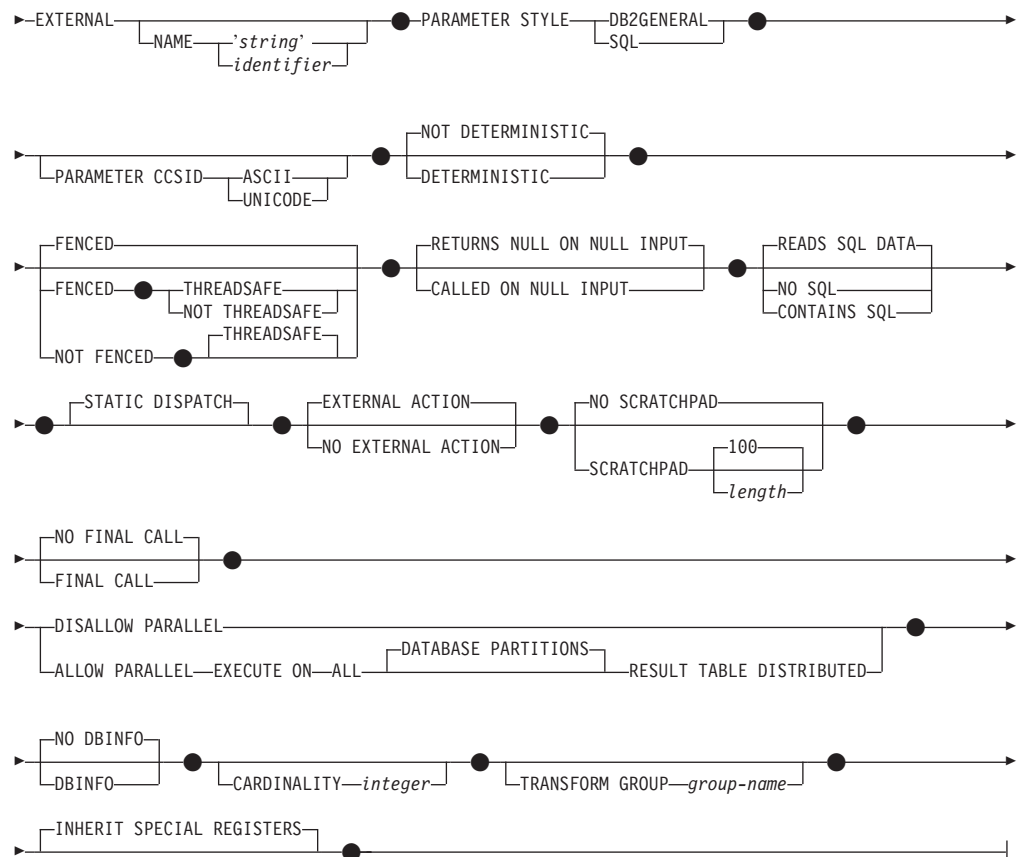 EXTERNAL
NAME 'string'
identifier
PARAMETER STYLE DB2GENERAL
SQL
PARAMETER CCSID ASCII
UNICODE
NOT DETERMINISTIC
DETERMINISTIC
FENCED
FENCED THREADSAFE
NOT THREADSAFE
THREADSAFE
NOT FENCED
RETURNS NULL ON NULL INPUT
CALLED ON NULL INPUT
READS SQL DATA
NO SQL
CONTAINS SQL
STATIC DISPATCH
EXTERNAL ACTION
NO EXTERNAL ACTION
NO SCRATCHPAD
100
SCRATCHPAD
length
NO FINAL CALL
FINAL CALL
DISALLOW PARALLEL
DATABASE PARTITIONS
ALLOW PARALLEL EXECUTE ON ALL RESULT TABLE DISTRIBUTED
NO DBINFO
DBINFO
CARDINALITY integer
TRANSFORM GROUP group-name
INHERIT SPECIAL REGISTERS